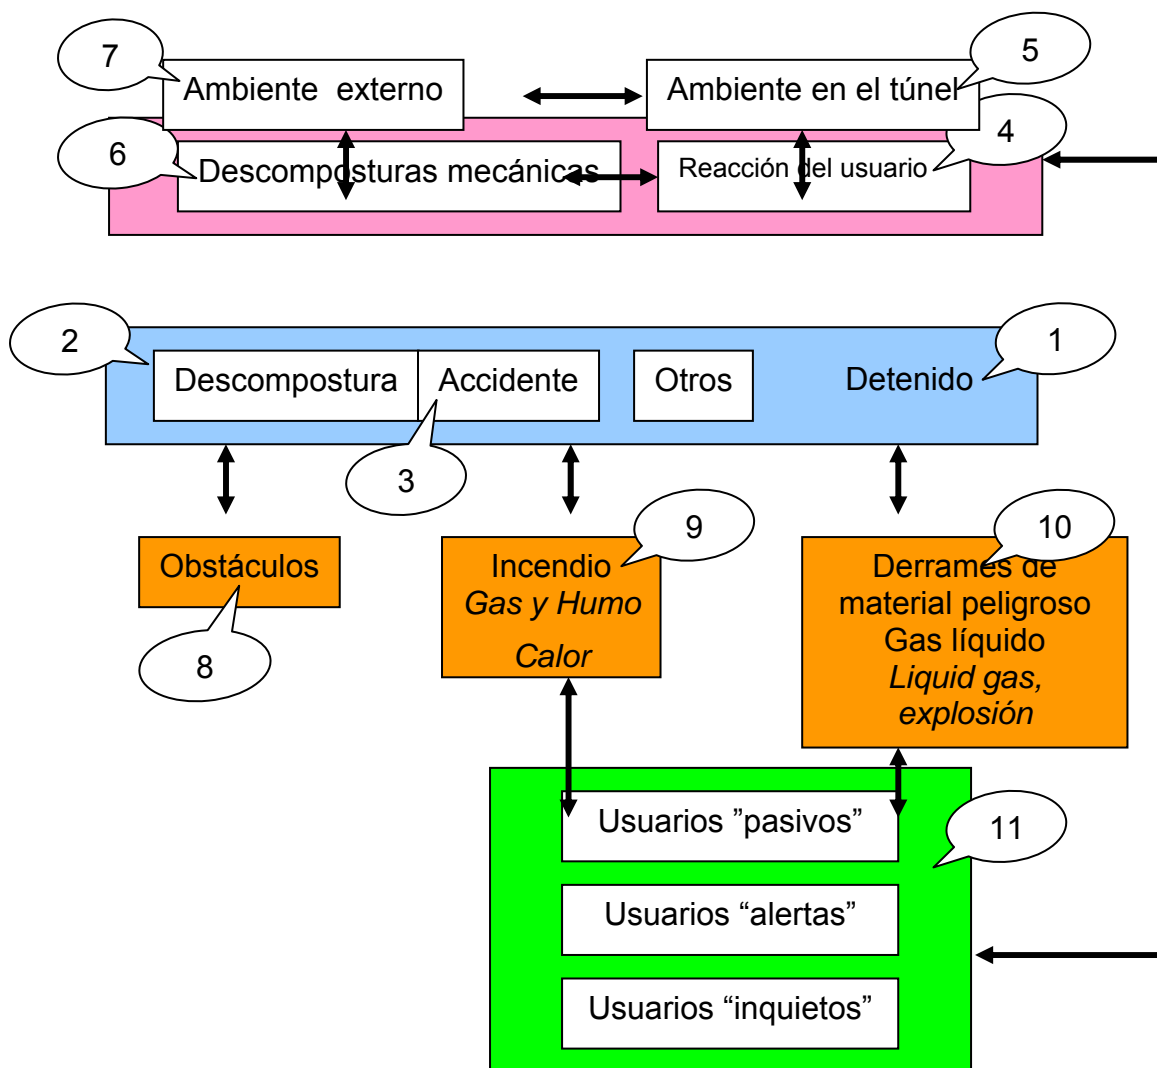 7
5
Ambiente  externo
Ambiente en el túnel
6
4
Descomposturas mecánicas
Reacción del usuario
2
1
Descompostura
Accidente
Otros
Detenido
3
9
10
Obstáculos
Incendio
Gas y Humo
Calor
Derrames de
material peligroso
Gas líquido
Liquid gas,
explosión
8
Usuarios ”pasivos”
11
Usuarios “alertas”
Usuarios “inquietos”